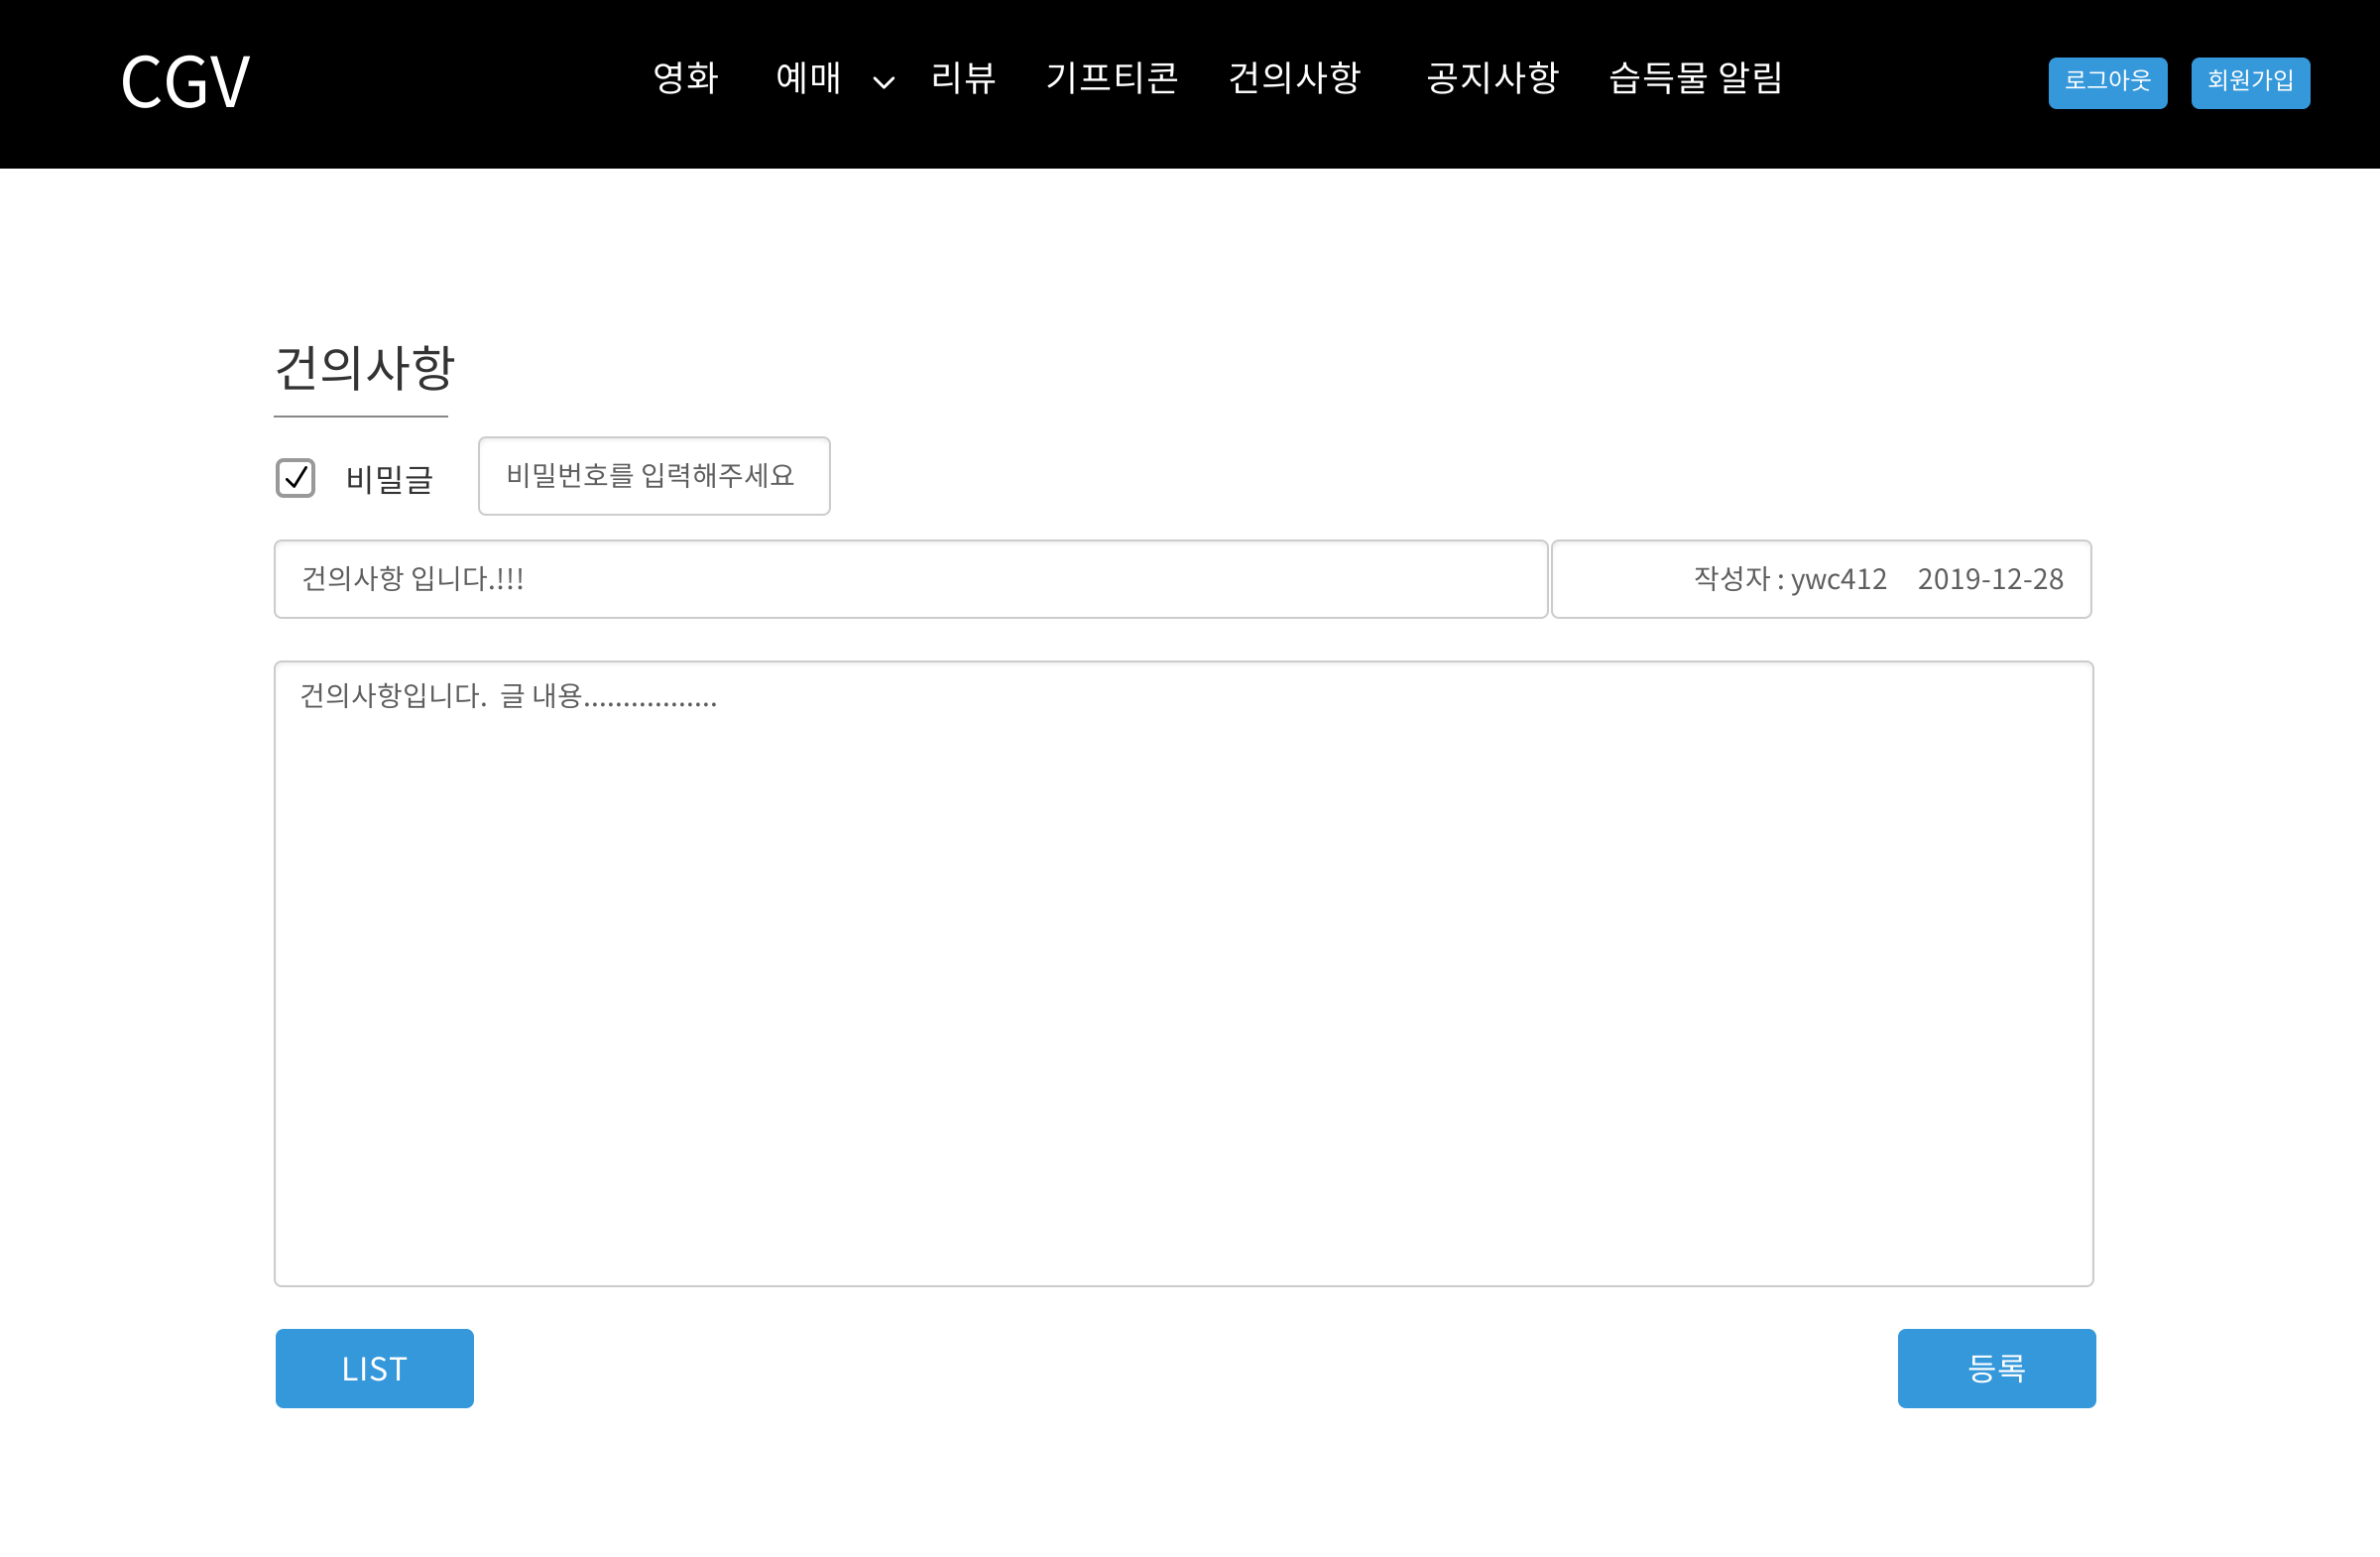 CGV 영화 예매 리뷰 기프티콘 건의사항 공지사항 습득물 알림 로그아웃 회원가입
건의사항
비밀글 비밀번호를 입력해주세요
건의사항 입니다.!!! 작성자 : ywc412 2019-12-28
건의사항입니다. 글 내용.................
LIST 등록